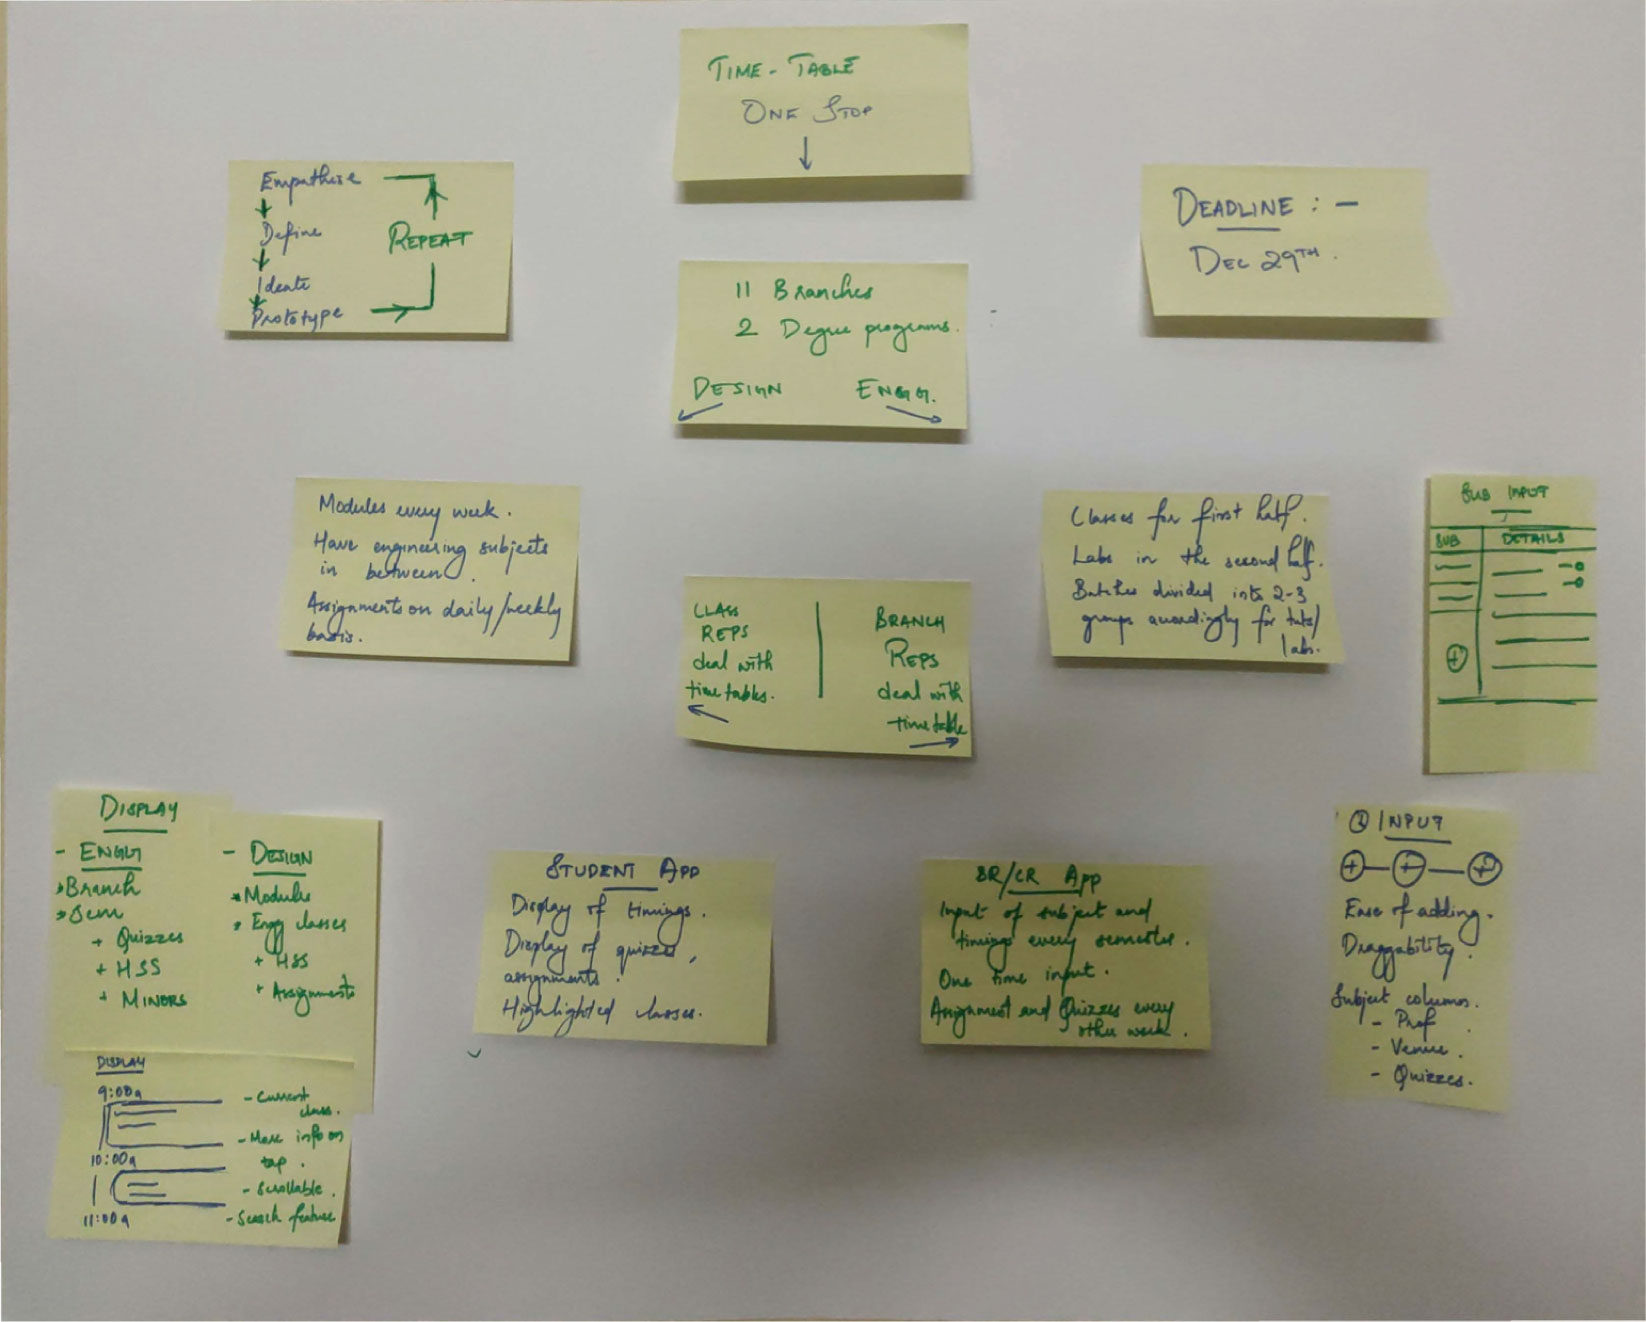 TIME-TABLE
ONE STOP
Empathise
Define
Ideate
Prototype
REPEAT
DEADLINE : -
DEC 29TH.
11 Branches
2 Degree programs.
DESIGN ENGG.
Modules every week.
Have engineering subjects
in between.
Assignments on daily/weekly
basis.
CLASS
REPS
deal with
timetables.
BRANCH
REPS
deal with
timetable
Classes for first half.
Labs in the second half.
Batches divided into 2-3
groups accordingly for tuts/
labs.
SUB INPUT
SUB DETAILS
DISPLAY
- ENGG
Branch
Sem
+ Quizzes
+ HSS
+ MINORS
- DESIGN
Modules
Engg classes
+ HSS
+ Assignments
DISPLAY
9:00a
10:00a
11:00a
- Current
class.
- More info on
tap.
- Scrollable.
- Search feature
STUDENT APP
Display of timings.
Display of quizzes,
assignments.
Highlighted classes.
BR/CR APP
Input of subject and
timings every semester.
One time input.
Assignment and Quizzes every
other week.
INPUT
Ease of adding.
Draggability.
Subject columns.
- Prof
- Venue.
- Quizzes.